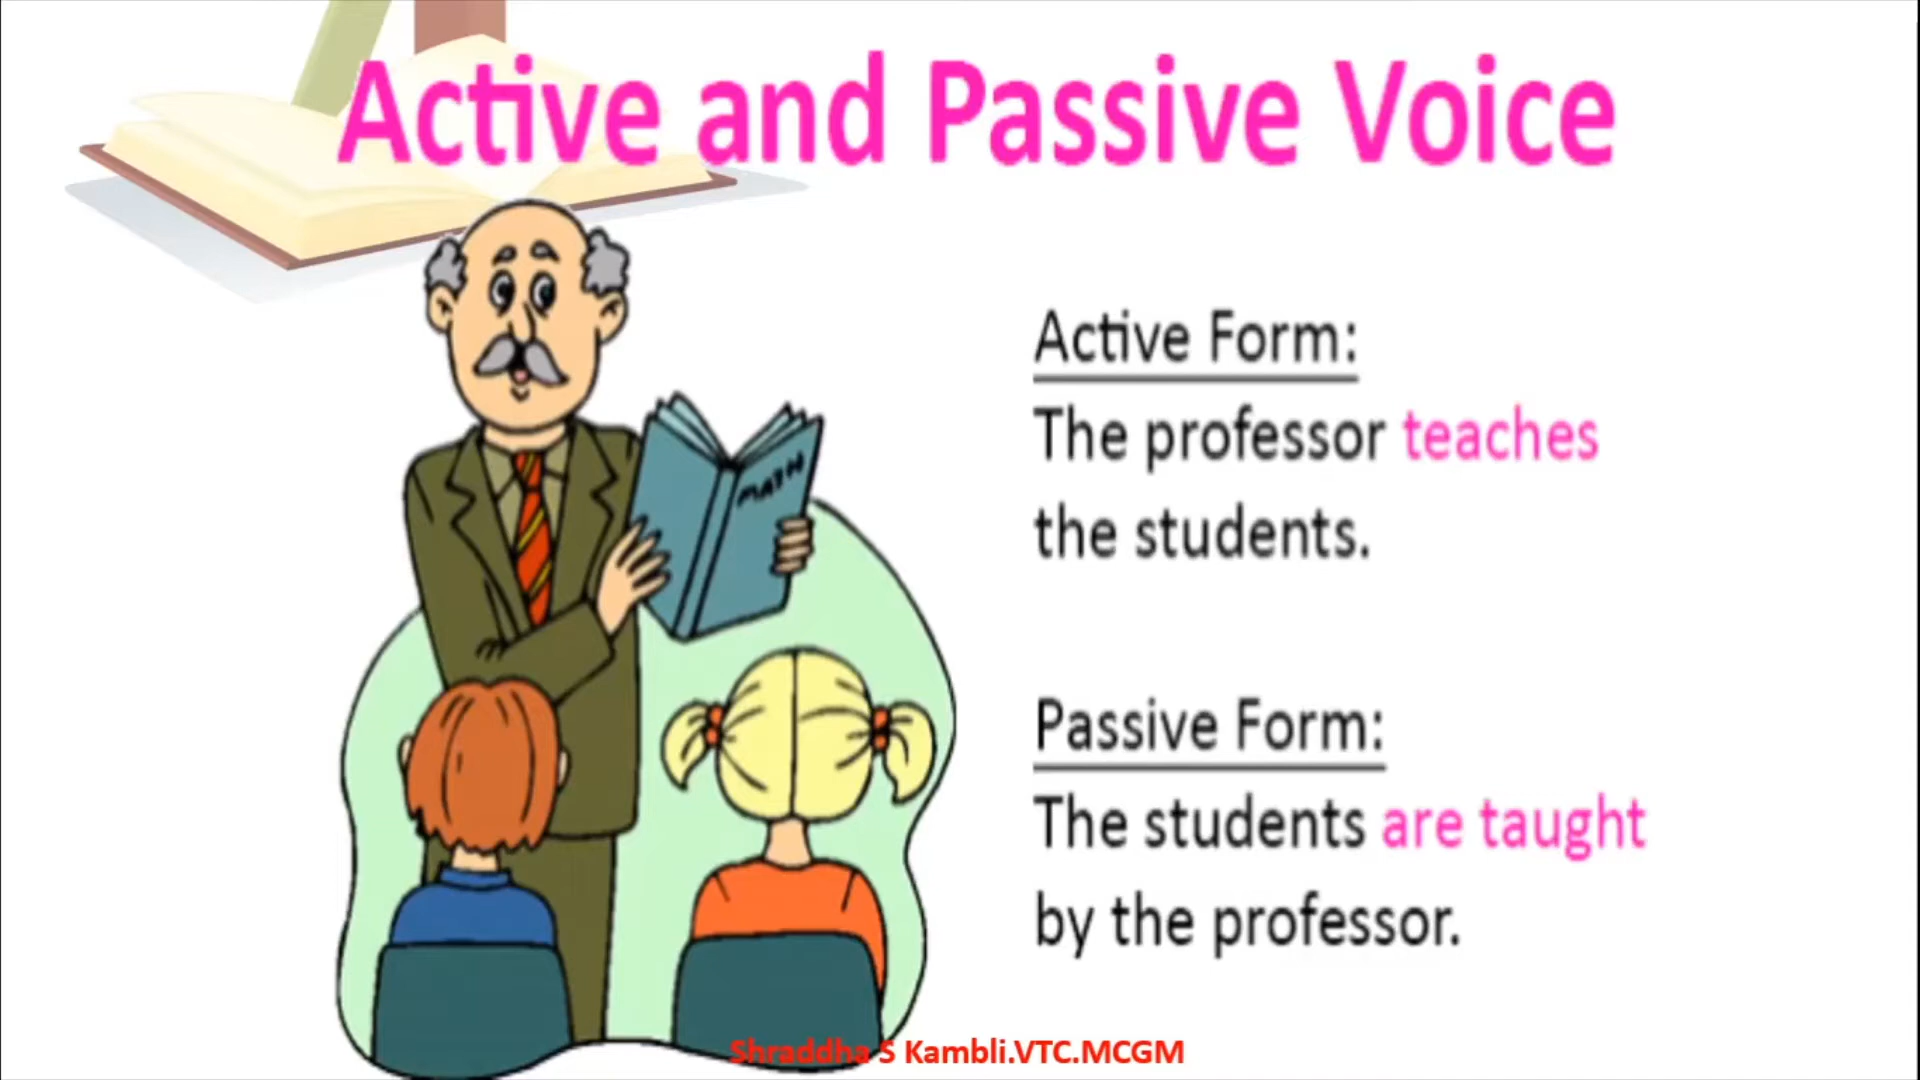 Active and Passive Voice
MATH
Active Form:
The professor teaches
the students.
Passive Form:
The students are taught
by the professor.
Shraddha S Kambli.VTC.MCGM